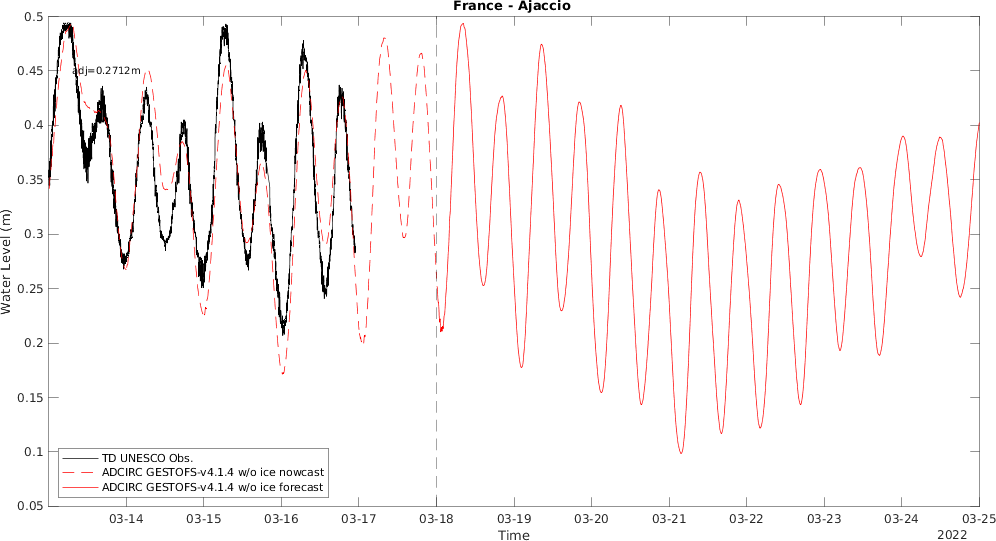 France - Ajaccio
0.5
0.45
0.4
0.35
0.3
0.25
0.2
0.15
0.1
0.05
Water Level (m)
adj=0.2712m
TD UNESCO Obs.
ADCIRC GESTOFS-v4.1.4 w/o ice nowcast
ADCIRC GESTOFS-v4.1.4 w/o ice forecast
03-14 03-15 03-16 03-17 03-18 03-19 03-20 03-21 03-22 03-23 03-24 03-25
Time
2022